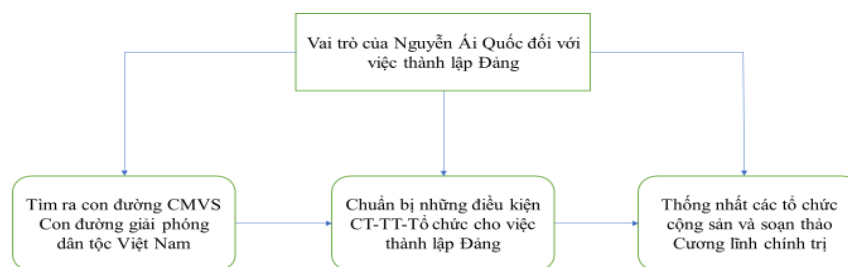 Vai trò của Nguyễn Ái Quốc đối với
việc thành lập Đảng
Tìm ra con đường CMVS
Con đường giải phóng
dân tộc Việt Nam
Chuẩn bị những điều kiện
CT-TT-Tổ chức cho việc
thành lập Đảng
Thống nhất các tổ chức
cộng sản và soạn thảo
Cương lĩnh chính trị